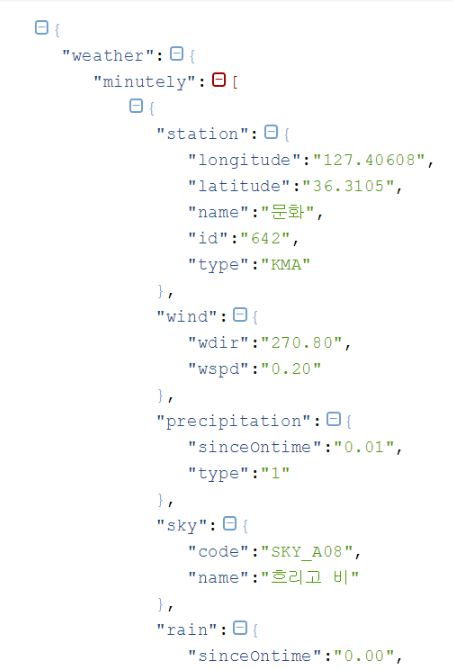 {
"weather":{
"minutely":[
{
"station":{
"longitude":"127.40608",
"latitude":"36.3105",
"name":"문화",
"id":"642",
"type":"KMA"
},
"wind":{
"wdir":"270.80",
"wspd":"0.20"
},
"precipitation":{
"sinceOntime":"0.01",
"type":"1"
},
"sky":{
"code":"SKY_A08",
"name":"흐리고 비"
},
"rain":{
"sinceOntime":"0.00",